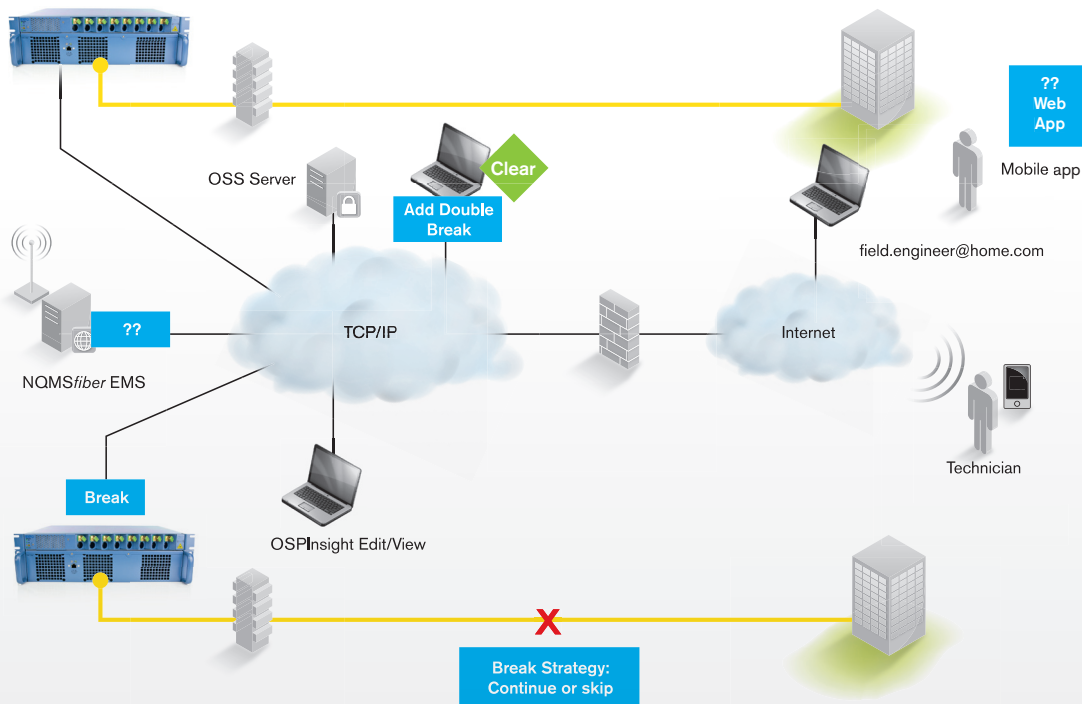 ??
Web
App
Mobile app
OSS Server
Clear
Add Double
Break
field.engineer@home.com
??
TCP/IP
Internet
NQMSfiber EMS
Technician
Break
OSPInsight Edit/View
X
Break Strategy:
Continue or skip